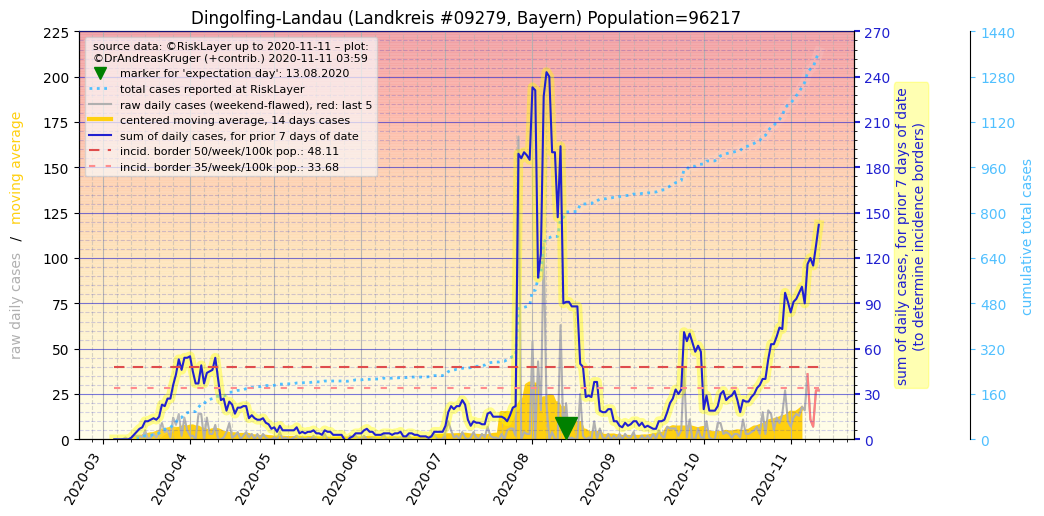 Dingolfing-Landau (Landkreis #09279, Bayern) Population=96217
source data: ©RiskLayer up to 2020-11-11 – plot:
©DrAndreasKruger (+contrib.) 2020-11-11 03:59
marker for 'expectation day': 13.08.2020
total cases reported at RiskLayer
raw daily cases (weekend-flawed), red: last 5
centered moving average, 14 days cases
sum of daily cases, for prior 7 days of date
incid. border 50/week/100k pop.: 48.11
incid. border 35/week/100k pop.: 33.68
raw daily cases / moving average
225
200
175
150
125
100
75
50
25
0
2020-03
2020-04
2020-05
2020-06
2020-07
2020-08
2020-09
2020-10
2020-11
270
240
210
180
150
120
90
60
30
0
sum of daily cases, for prior 7 days of date
(to determine incidence borders)
1440
1280
1120
960
800
640
480
320
160
0
cumulative total cases